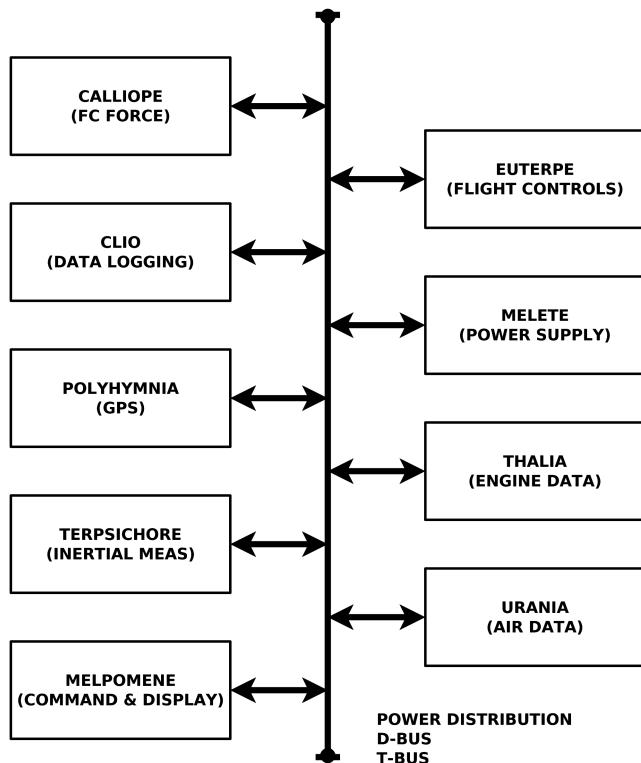 CALLIOPE
(FC FORCE)
EUTERPE
(FLIGHT CONTROLS)
CLIO
(DATA LOGGING)
MELETE
(POWER SUPPLY)
POLYHYMNIA
(GPS)
THALIA
(ENGINE DATA)
TERPSICHORE
(INERTIAL MEAS)
URANIA
(AIR DATA)
MELPOMENE
(COMMAND & DISPLAY)
POWER DISTRIBUTION
D-BUS
T-BUS